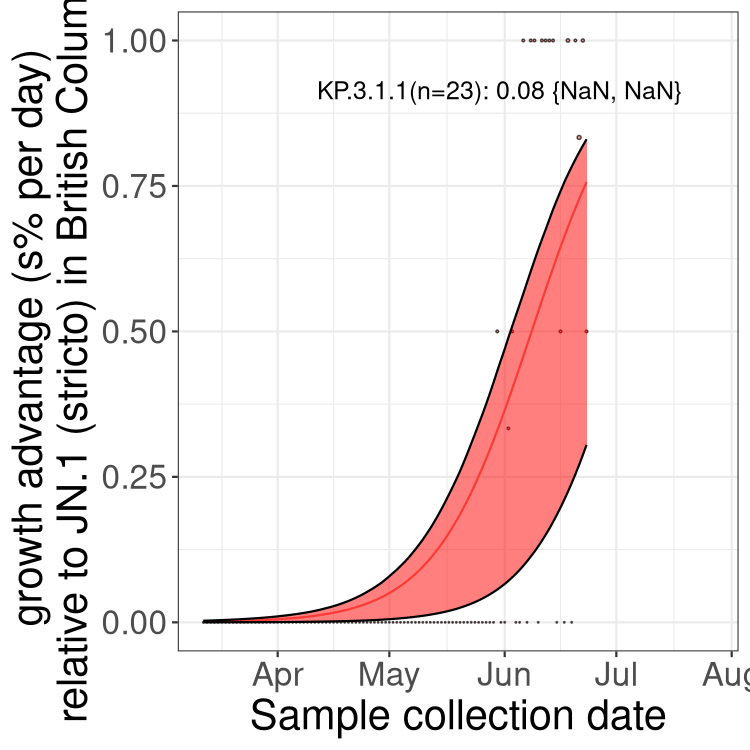 growth advantage (s% per day)
relative to JN.1 (stricto) in British Colum
1.00
0.75
0.50
0.25
0.00
KP.3.1.1(n=23): 0.08 {NaN, NaN}
Apr May Jun Jul Aug
Sample collection date